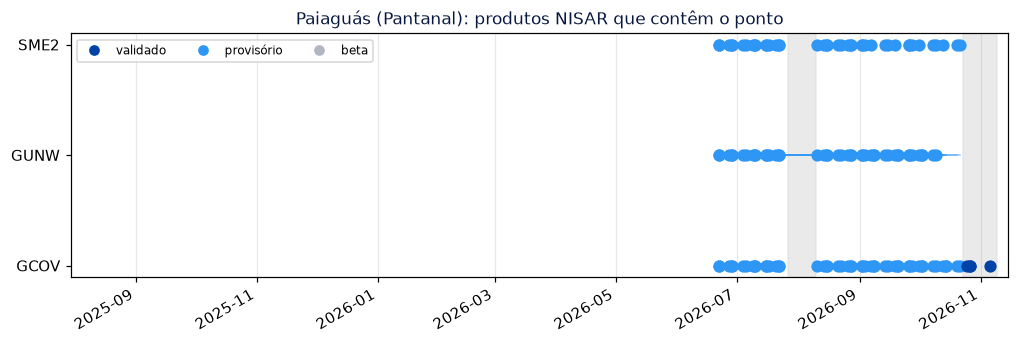 Paiaguás (Pantanal): produtos NISAR que contêm o ponto
validado provisório beta
SME2
GUNW
GCOV
2025-09 2025-11 2026-01 2026-03 2026-05 2026-07 2026-09 2026-11